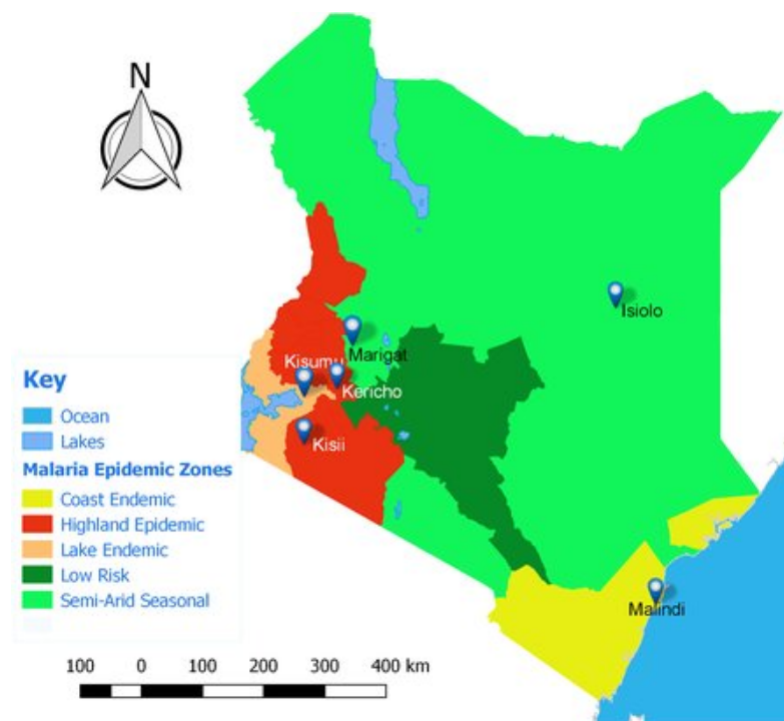 N
Isiolo
Marigat
Kisumu
Kericho
Kisii
Malindi
Key
Ocean
Lakes
Malaria Epidemic Zones
Coast Endemic
Highland Epidemic
Lake Endemic
Low Risk
Semi-Arid Seasonal
100 0 100 200 320 400 km